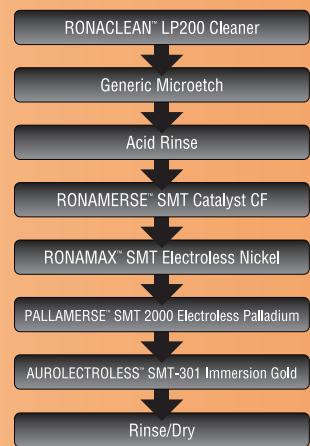 RONACLEAN™ LP200 Cleaner
Generic Microetch
Acid Rinse
RONAMERSE™ SMT Catalyst CF
RONAMAX™ SMT Electroless Nickel
PALLAMERSE™ SMT 2000 Electroless Palladium
AUROLECTROLESS™ SMT-301 Immersion Gold
Rinse/Dry